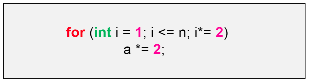 for (int i = 1; i <= n; i*= 2)
a *= 2;